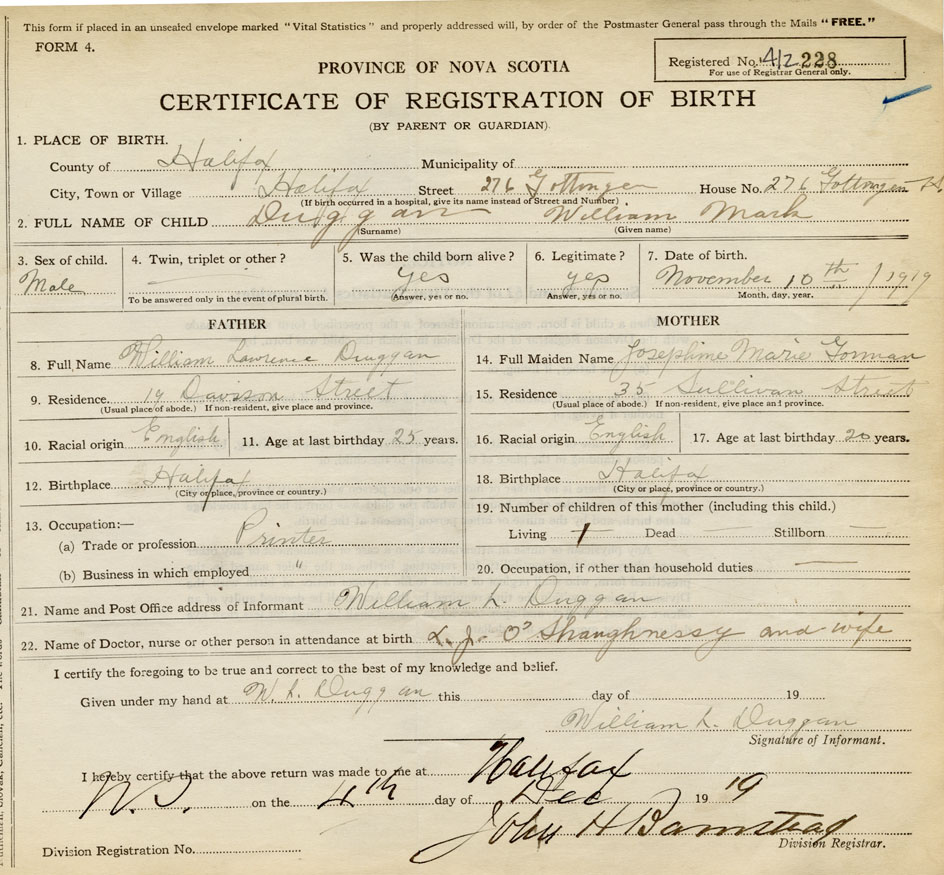 This form if placed in an unsealed envelope marked "Vital Statistics" and properly addressed will, by order of the Postmaster General pass through the Mails "FREE."
FORM 4.
Registered No. 412 228
For use of Registrar General only.
PROVINCE OF NOVA SCOTIA
CERTIFICATE OF REGISTRATION OF BIRTH
(BY PARENT OR GUARDIAN)
1. PLACE OF BIRTH.
County of Halifax Municipality of
City, Town or Village Halifax Street 276 Gottingen House No. 276 Gottingen St
(If birth occurred in a hospital, give its name instead of Street and Number)
2. FULL NAME OF CHILD Duggan William Mark
(Surname) (Given name)
3. Sex of child. 4. Twin, triplet or other? 5. Was the child born alive? 6. Legitimate? 7. Date of birth.
Male yes yes November 10th / 1919
To be answered only in the event of plural birth. (Answer, yes or no. (Answer, yes or no. Month, day, year.
FATHER MOTHER
8. Full Name William Lawrence Duggan 14. Full Maiden Name Josephine Marie Gorman
9. Residence. 19 Davison Street 15. Residence 35 Sullivan Street
(Usual place of abode.) If non-resident, give place and province. (Usual place of abode.) If non-resident, give place and province.
10. Racial origin English 11. Age at last birthday 25 years. 16. Racial origin English 17. Age at last birthday 20 years.
12. Birthplace Halifax 18. Birthplace Halifax
(City or place, province or country.) (City or place, province or country.)
13. Occupation:— 19. Number of children of this mother (including this child.)
(a) Trade or profession Printer Living 1 Dead — Stillborn —
(b) Business in which employed " 20. Occupation, if other than household duties —
21. Name and Post Office address of Informant William L. Duggan
22. Name of Doctor, nurse or other person in attendance at birth L. J. O'Shaughnessy and wife
I certify the foregoing to be true and correct to the best of my knowledge and belief.
Given under my hand at W. L. Duggan this day of 19
William L. Duggan
Signature of Informant.
I hereby certify that the above return was made to me at Halifax
N.S. on the 4th day of Dec 1919
John H Barnstead
Division Registrar.
Division Registration No.